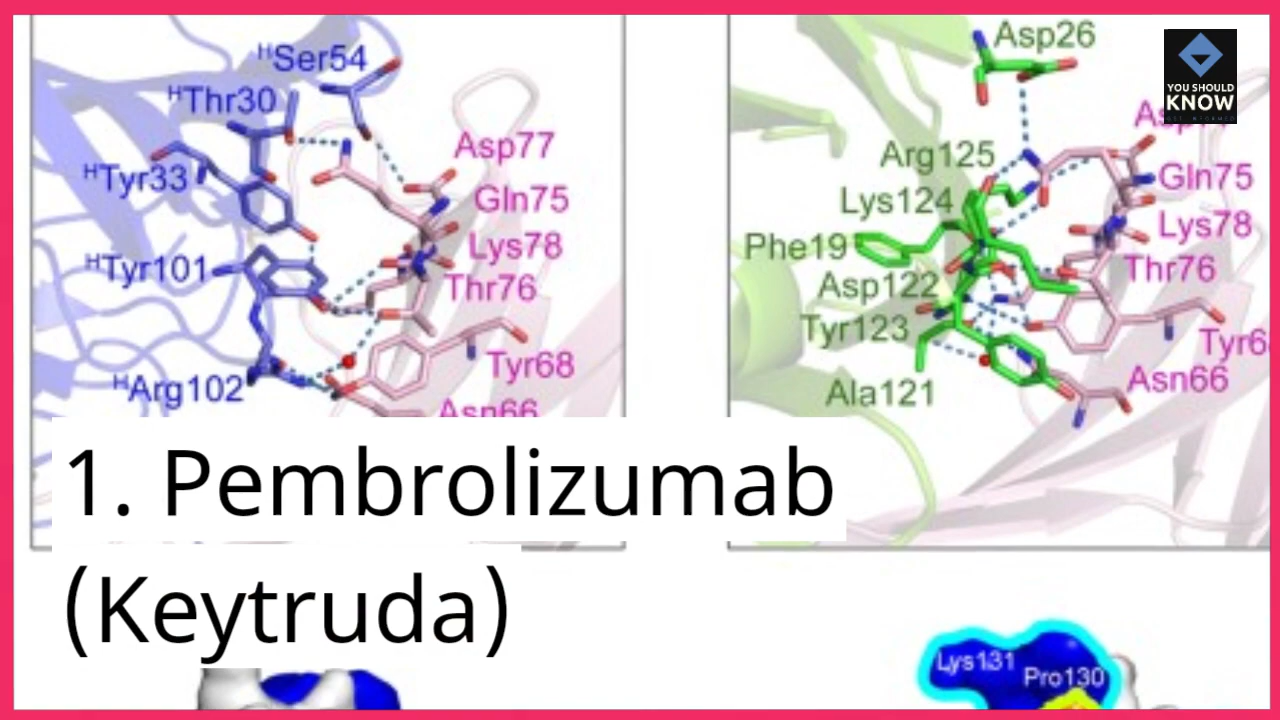 HSer54
HThr30
HTyr33
HTyr101
HArg102
Asp77
Gln75
Lys78
Thr76
Tyr68
Asn66
Asp26
Arg125
Lys124
Phe19
Asp122
Tyr123
Ala121
Gln75
Lys78
Thr76
Asn66
YOU SHOULD
KNOW
1. Pembrolizumab
(Keytruda)
Lys131
Pro130